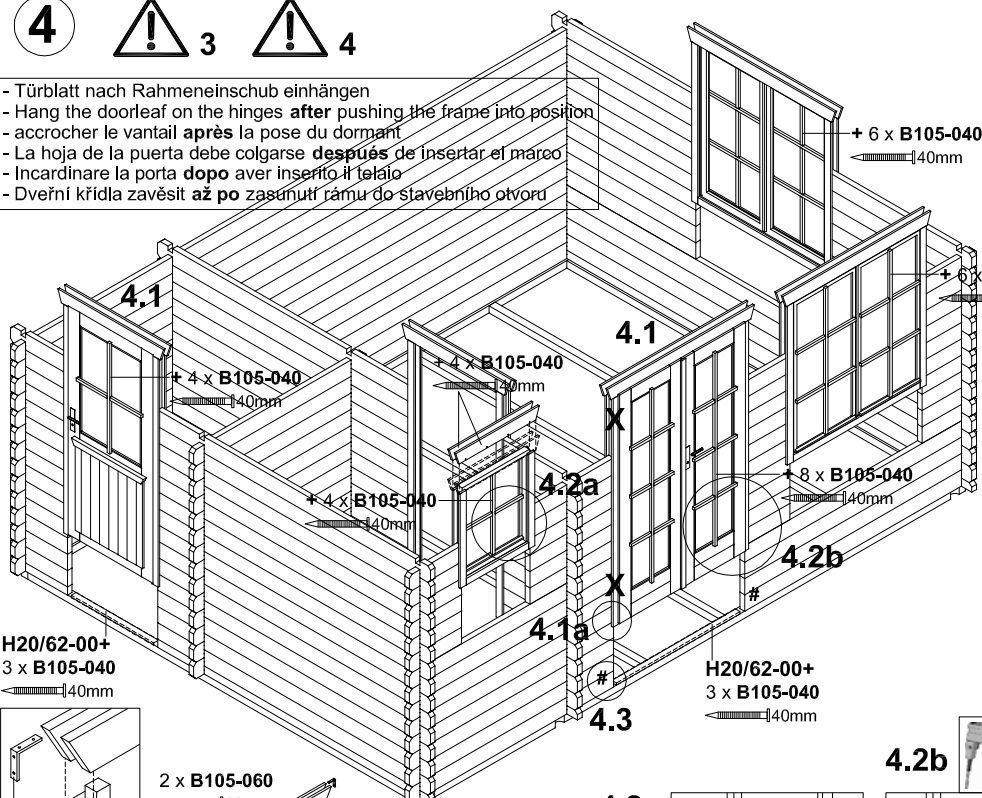 4
3
4
- Türblatt nach Rahmeneinschub einhängen
- Hang the doorleaf on the hinges after pushing the frame into position
- accrocher le vantail après la pose du dormant
- La hoja de la puerta debe colgarse después de insertar el marco
- Incardinare la porta dopo aver inserito il telaio
- Dveřní křídla zavěsit až po zasunutí rámu do stavebního otvoru
+ 6 x B105-040
40mm
+ 6 x
4.1
4.1
+ 4 x B105-040
40mm
+ 4 x B105-040
40mm
X
+ 8 x B105-040
40mm
4.2a
+ 4 x B105-040
40mm
4.2b
X
#
4.1a
H20/62-00+
3 x B105-040
40mm
H20/62-00+
3 x B105-040
40mm
#
4.3
4.2b
2 x B105-060